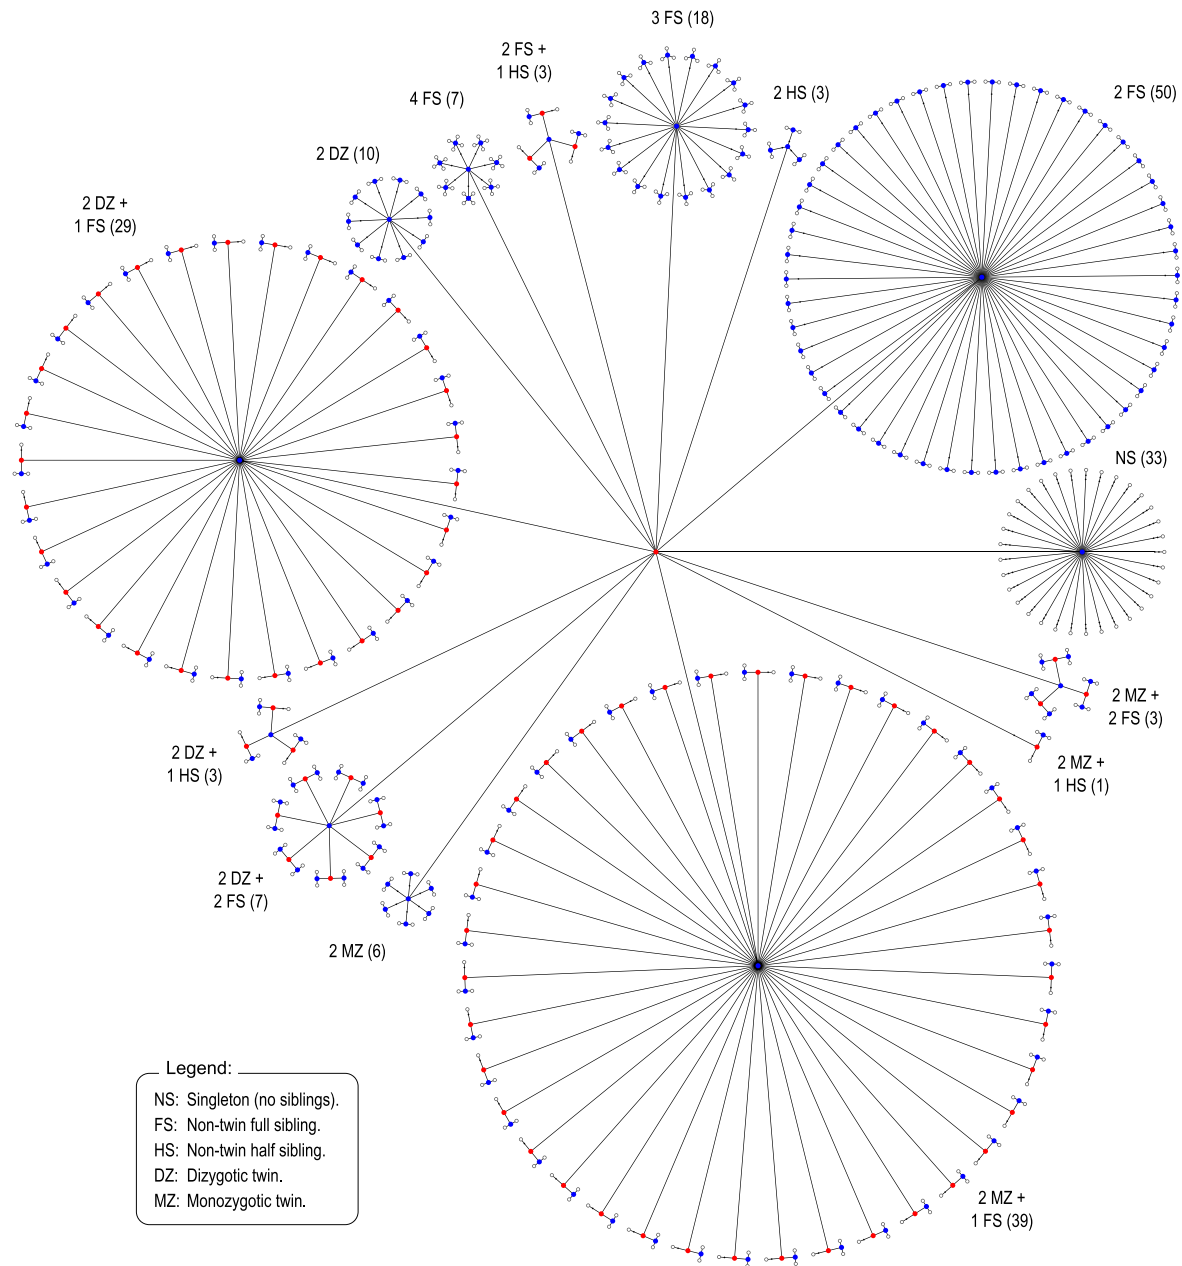 3 FS (18)
2 FS +
1 HS (3)
2 HS (3)
2 FS (50)
4 FS (7)
2 DZ (10)
2 DZ +
1 FS (29)
NS (33)
2 MZ +
2 FS (3)
2 DZ +
1 HS (3)
2 MZ +
1 HS (1)
2 DZ +
2 FS (7)
2 MZ (6)
2 MZ +
1 FS (39)
Legend:
NS: Singleton (no siblings).
FS: Non-twin full sibling.
HS: Non-twin half sibling.
DZ: Dizygotic twin.
MZ: Monozygotic twin.